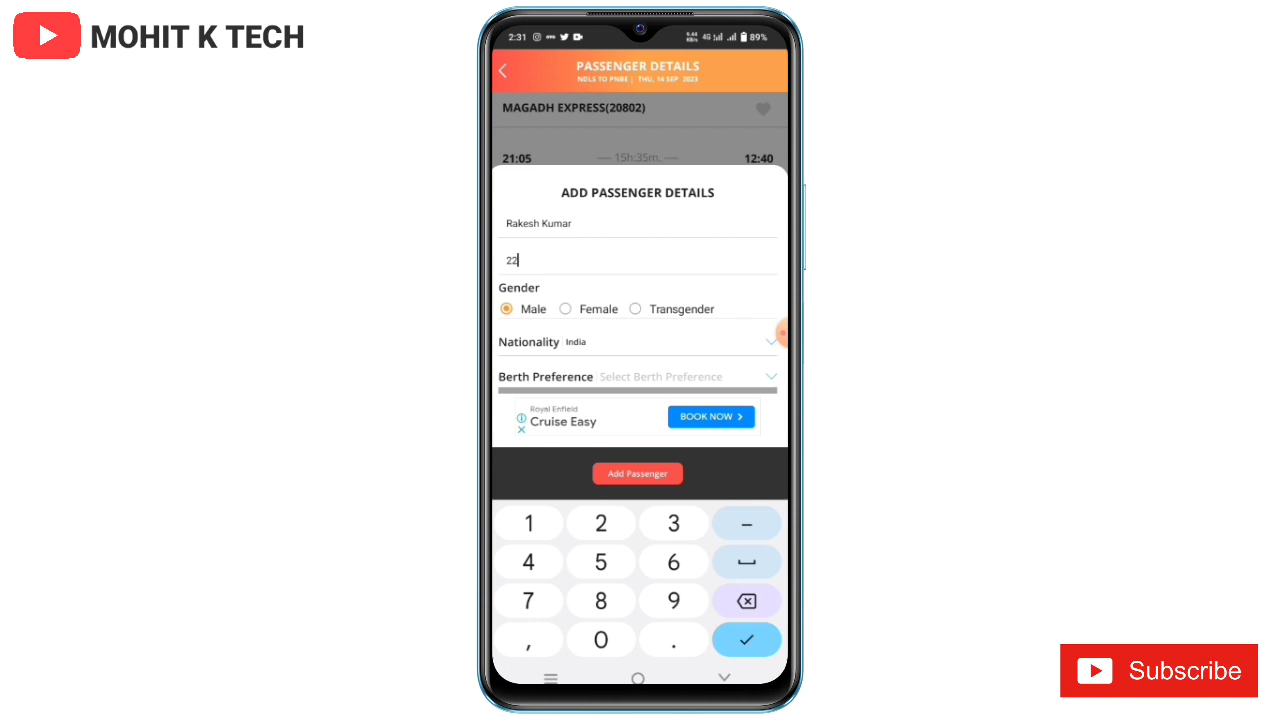 MOHIT K TECH
2:31
4G 89%
PASSENGER DETAILS
NDLS TO PNBE | THU, 14 SEP 2023
MAGADH EXPRESS(20802)
21:05 — 15h:35m. — 12:40
ADD PASSENGER DETAILS
Rakesh Kumar
22
Gender
Male Female Transgender
Nationality India
Berth Preference Select Berth Preference
Royal Enfield
Cruise Easy
BOOK NOW
Add Passenger
1 2 3 –
4 5 6
7 8 9
, 0 .
Subscribe